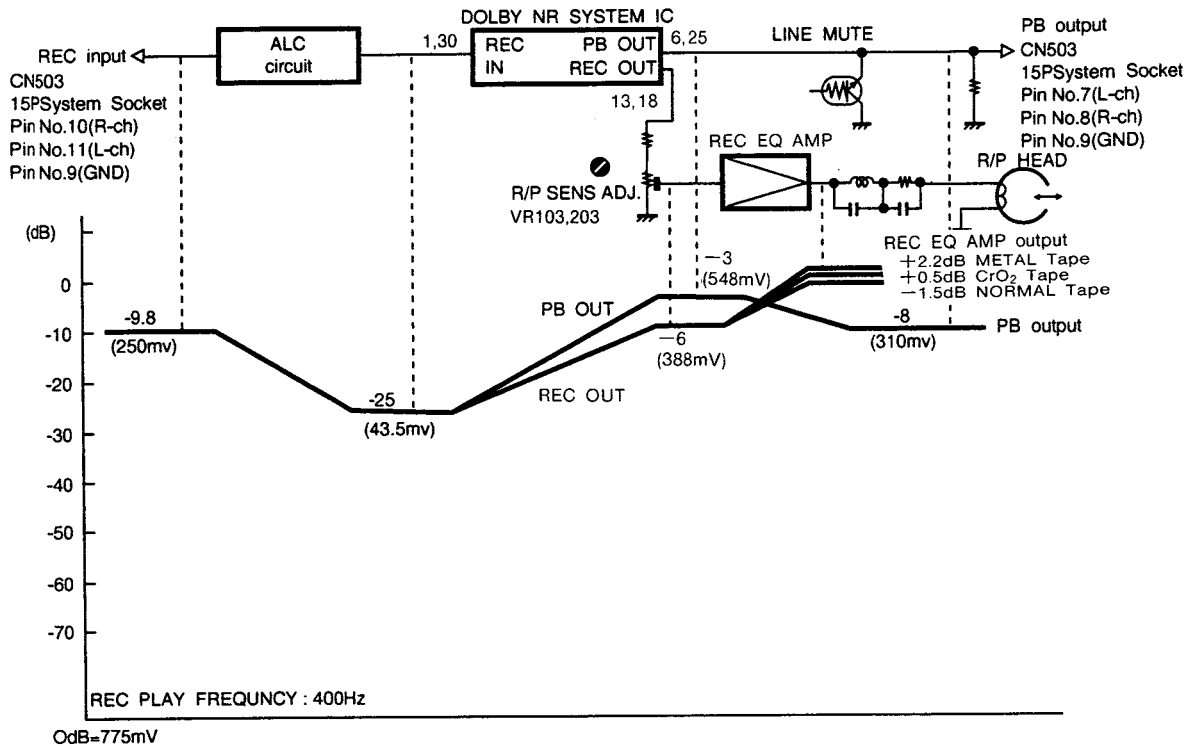 DOLBY NR SYSTEM IC
REC input
ALC
circuit
1,30
REC
IN
PB OUT
REC OUT
6,25
LINE MUTE
PB output
CN503
15PSystem Socket
Pin No.7(L-ch)
Pin No.8(R-ch)
Pin No.9(GND)
CN503
15PSystem Socket
Pin No.10(R-ch)
Pin No.11(L-ch)
Pin No.9(GND)
13,18
REC EQ AMP
R/P HEAD
R/P SENS ADJ.
VR103,203
(dB)
REC EQ AMP output
+2.2dB METAL Tape
+0.5dB CrO₂ Tape
−1.5dB NORMAL Tape
−3
(548mV)
0
-10
-20
-30
-40
-50
-60
-70
-9.8
(250mv)
PB OUT
−6
(388mV)
-8
(310mv)
PB output
-25
(43.5mv)
REC OUT
REC PLAY FREQUNCY : 400Hz
OdB=775mV